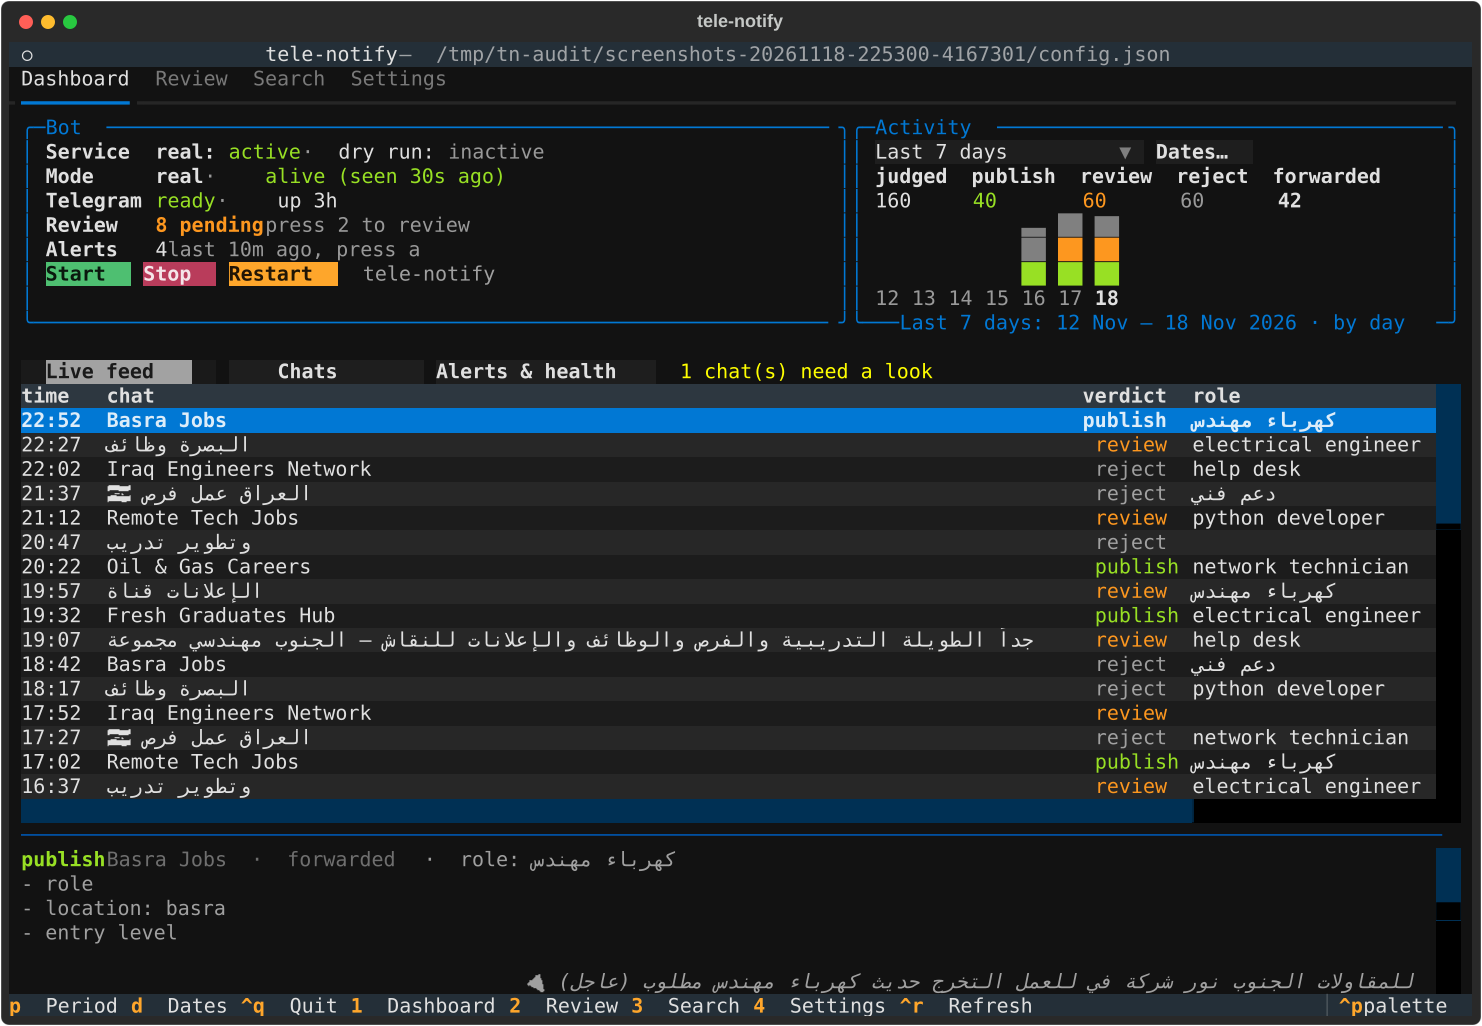 tele-notify
○ tele-notify— /tmp/tn-audit/screenshots-20261118-225300-4167301/config.json
Dashboard Review Search Settings
Bot
Service real: active · dry run: inactive
Mode real · alive (seen 30s ago)
Telegram ready · up 3h
Review 8 pending press 2 to review
Alerts 4 last 10m ago, press a
Start Stop Restart tele-notify
Activity
Last 7 days ▼ Dates…
judged publish review reject forwarded
160 40 60 60 42
12 13 14 15 16 17 18
Last 7 days: 12 Nov – 18 Nov 2026 · by day
Live feed Chats Alerts & health 1 chat(s) need a look
time chat verdict role
22:52 Basra Jobs publish كهرباء مهندس
22:27 البصرة وظائف review electrical engineer
22:02 Iraq Engineers Network reject help desk
21:37 العراق عمل فرص 🇮🇶 reject دعم فني
21:12 Remote Tech Jobs review python developer
20:47 وتطوير تدريب reject
20:22 Oil & Gas Careers publish network technician
19:57 الإعلانات قناة review كهرباء مهندس
19:32 Fresh Graduates Hub publish electrical engineer
19:07 جداً الطويلة التدريبية والفرص والوظائف والإعلانات للنقاش – الجنوب مهندسي مجموعة review help desk
18:42 Basra Jobs reject دعم فني
18:17 البصرة وظائف reject python developer
17:52 Iraq Engineers Network review
17:27 العراق عمل فرص 🇮🇶 reject network technician
17:02 Remote Tech Jobs publish كهرباء مهندس
16:37 وتطوير تدريب review electrical engineer
publish Basra Jobs · forwarded · role: كهرباء مهندس
- role
- location: basra
- entry level
للمقاولات الجنوب نور شركة في للعمل التخرج حديث كهرباء مهندس مطلوب (عاجل) 🔌
p Period d Dates ^q Quit 1 Dashboard 2 Review 3 Search 4 Settings ^r Refresh ^p palette